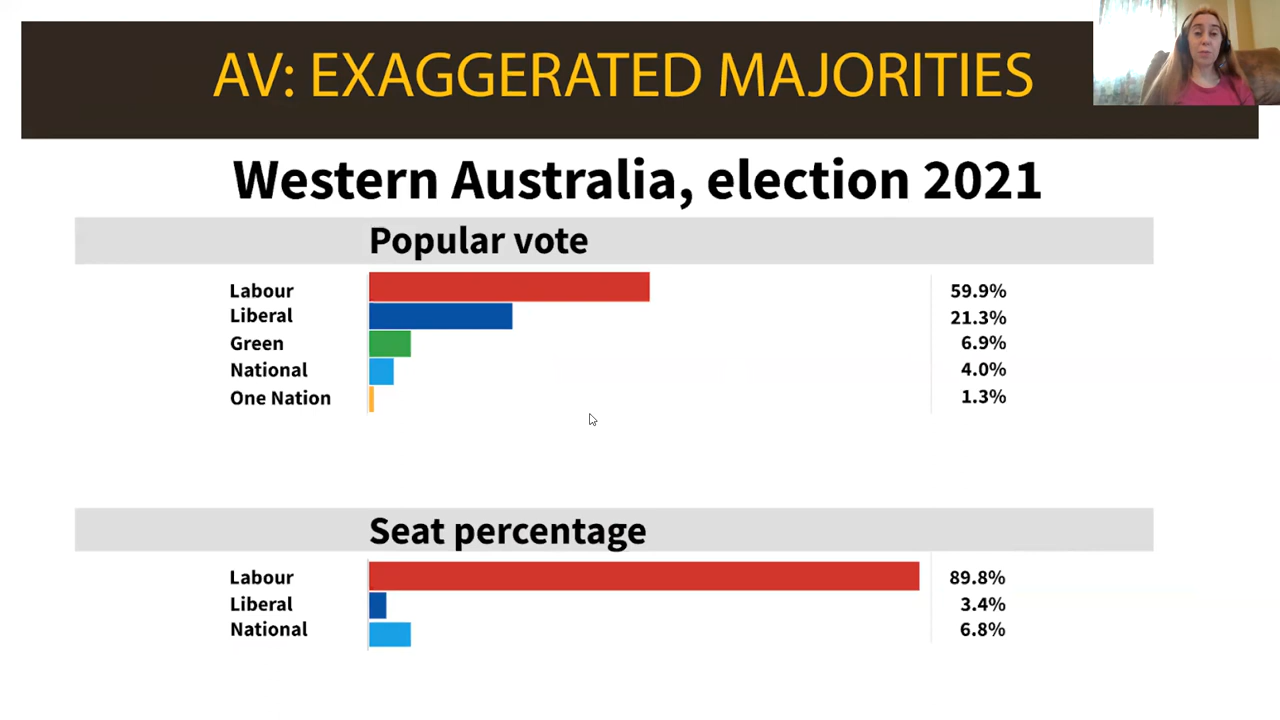 AV: EXAGGERATED MAJORITIES
Western Australia, election 2021
Popular vote
Labour 59.9%
Liberal 21.3%
Green 6.9%
National 4.0%
One Nation 1.3%
Seat percentage
Labour 89.8%
Liberal 3.4%
National 6.8%